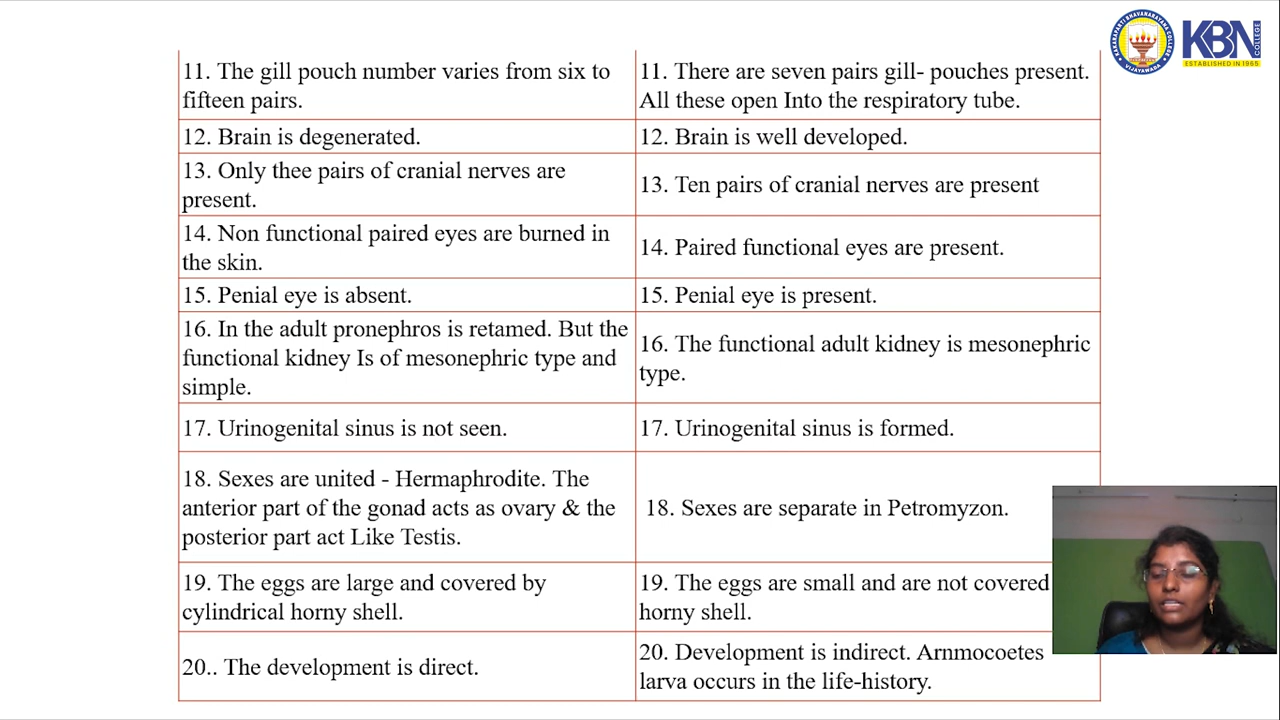 KAKARAPARTI BHAVANARAYANA COLLEGE
VIJAYAWADA
KBN
COLLEGE
ESTABLISHED IN 1965
11. The gill pouch number varies from six to
fifteen pairs.
11. There are seven pairs gill- pouches present.
All these open Into the respiratory tube.
12. Brain is degenerated.
12. Brain is well developed.
13. Only thee pairs of cranial nerves are
present.
13. Ten pairs of cranial nerves are present
14. Non functional paired eyes are burned in
the skin.
14. Paired functional eyes are present.
15. Penial eye is absent.
15. Penial eye is present.
16. In the adult pronephros is retamed. But the
functional kidney Is of mesonephric type and
simple.
16. The functional adult kidney is mesonephric
type.
17. Urinogenital sinus is not seen.
17. Urinogenital sinus is formed.
18. Sexes are united - Hermaphrodite. The
anterior part of the gonad acts as ovary & the
posterior part act Like Testis.
18. Sexes are separate in Petromyzon.
19. The eggs are large and covered by
cylindrical horny shell.
19. The eggs are small and are not covered
horny shell.
20.. The development is direct.
20. Development is indirect. Arnmocoetes
larva occurs in the life-history.